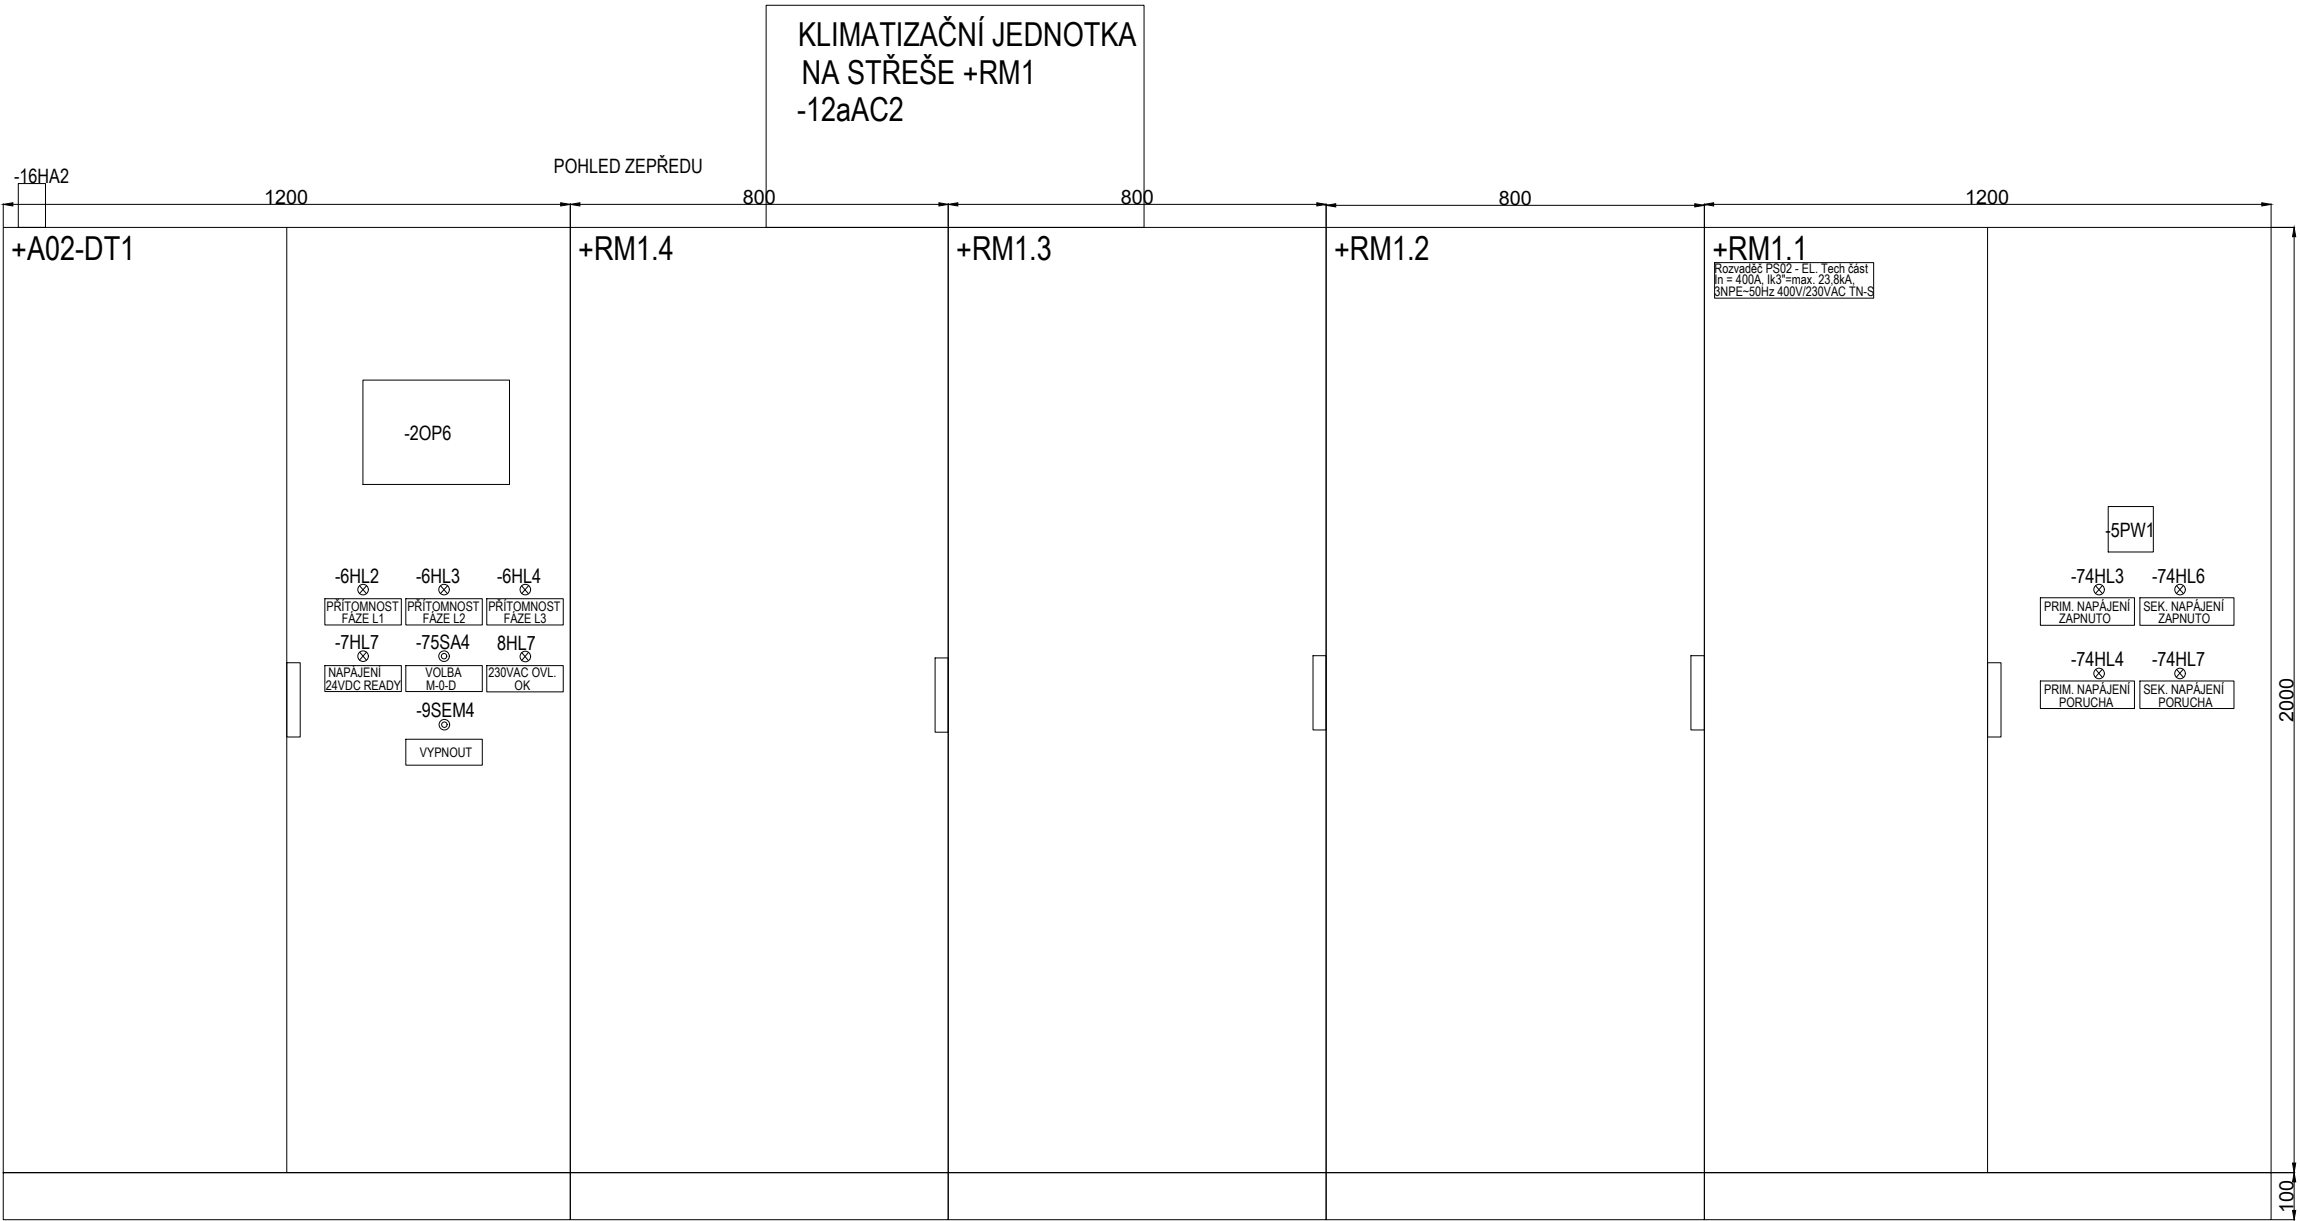 KLIMATIZAČNÍ JEDNOTKA
NA STŘEŠE +RM1
-12aAC2
POHLED ZEPŘEDU
-16HA2
1200
800
800
800
1200
+A02-DT1
+RM1.4
+RM1.3
+RM1.2
+RM1.1
Rozvaděč PS02 - EL. Tech část
In = 400A, Ik3"=max. 23,8kA,
3NPE~50Hz 400V/230VAC TN-S
-2OP6
-5PW1
-6HL2
-6HL3
-6HL4
PŘÍTOMNOST
FÁZE L1
PŘÍTOMNOST
FÁZE L2
PŘÍTOMNOST
FÁZE L3
-7HL7
-75SA4
8HL7
NAPÁJENÍ
24VDC READY
VOLBA
M-0-D
230VAC OVL.
OK
-9SEM4
VYPNOUT
-74HL3
-74HL6
PRIM. NAPÁJENÍ
ZAPNUTO
SEK. NAPÁJENÍ
ZAPNUTO
-74HL4
-74HL7
PRIM. NAPÁJENÍ
PORUCHA
SEK. NAPÁJENÍ
PORUCHA
2000
100